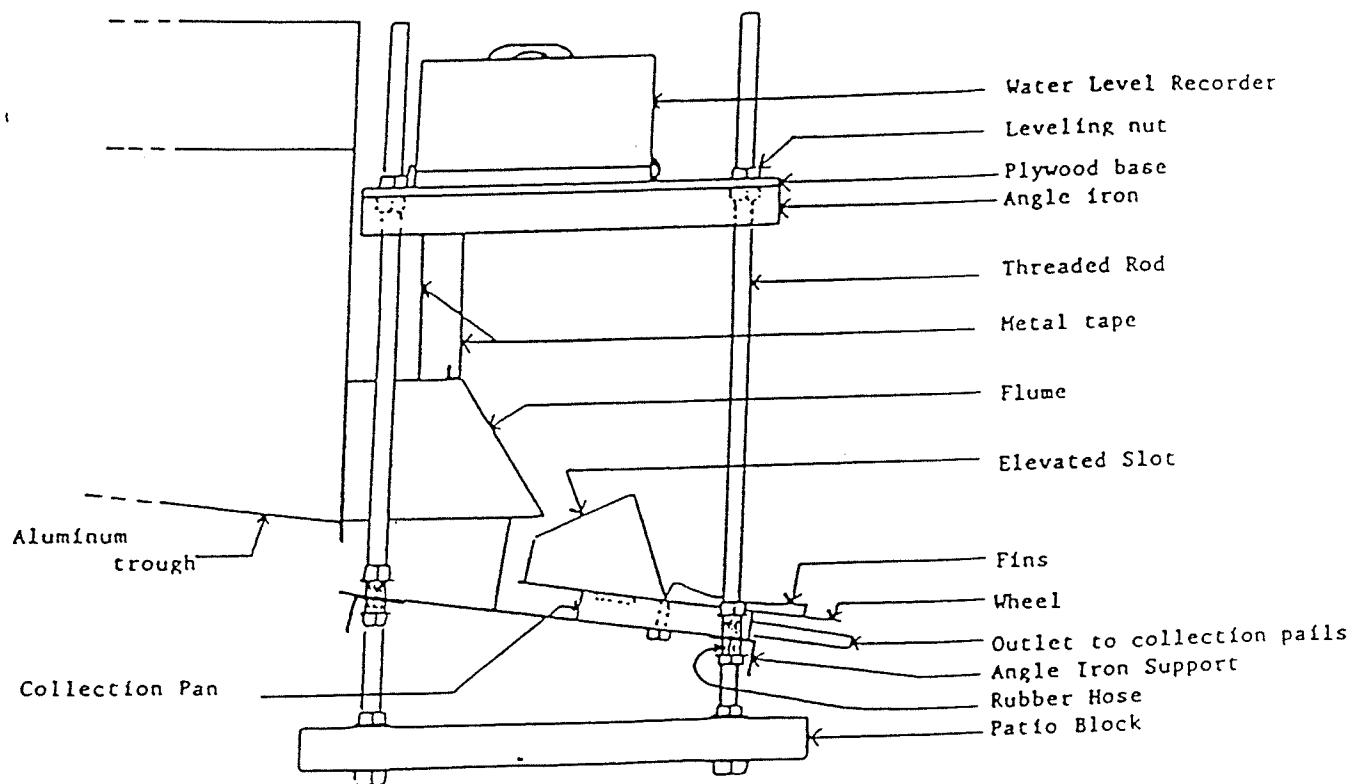 Water Level Recorder
Leveling nut
Plywood base
Angle iron
Threaded Rod
Metal tape
Flume
Elevated Slot
Aluminum
trough
Fins
Wheel
Outlet to collection pails
Angle Iron Support
Collection Pan
Rubber Hose
Patio Block